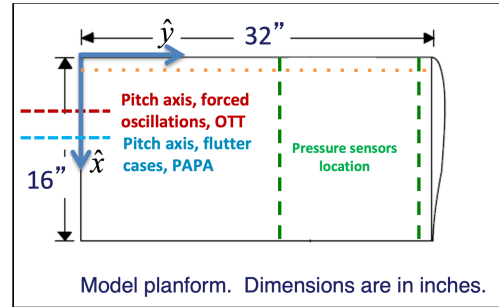 ŷ 32”
Pitch axis, forced
oscillations, OTT
Pitch axis, flutter
cases, PAPA
Pressure sensors
location
16”
x̂
Model planform. Dimensions are in inches.